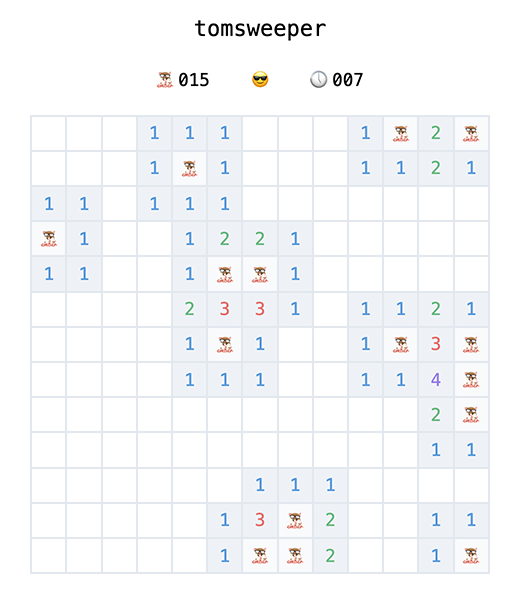 tomsweeper
015 007
1 1 1 1 2
1 1 1 1 2 1
1 1 1 1 1
1 1 2 2 1
1 1 1 1
2 3 3 1 1 1 2 1
1 1 1 3
1 1 1 1 1 4
2
1 1
1 1 1
1 3 2 1 1
1 2 1